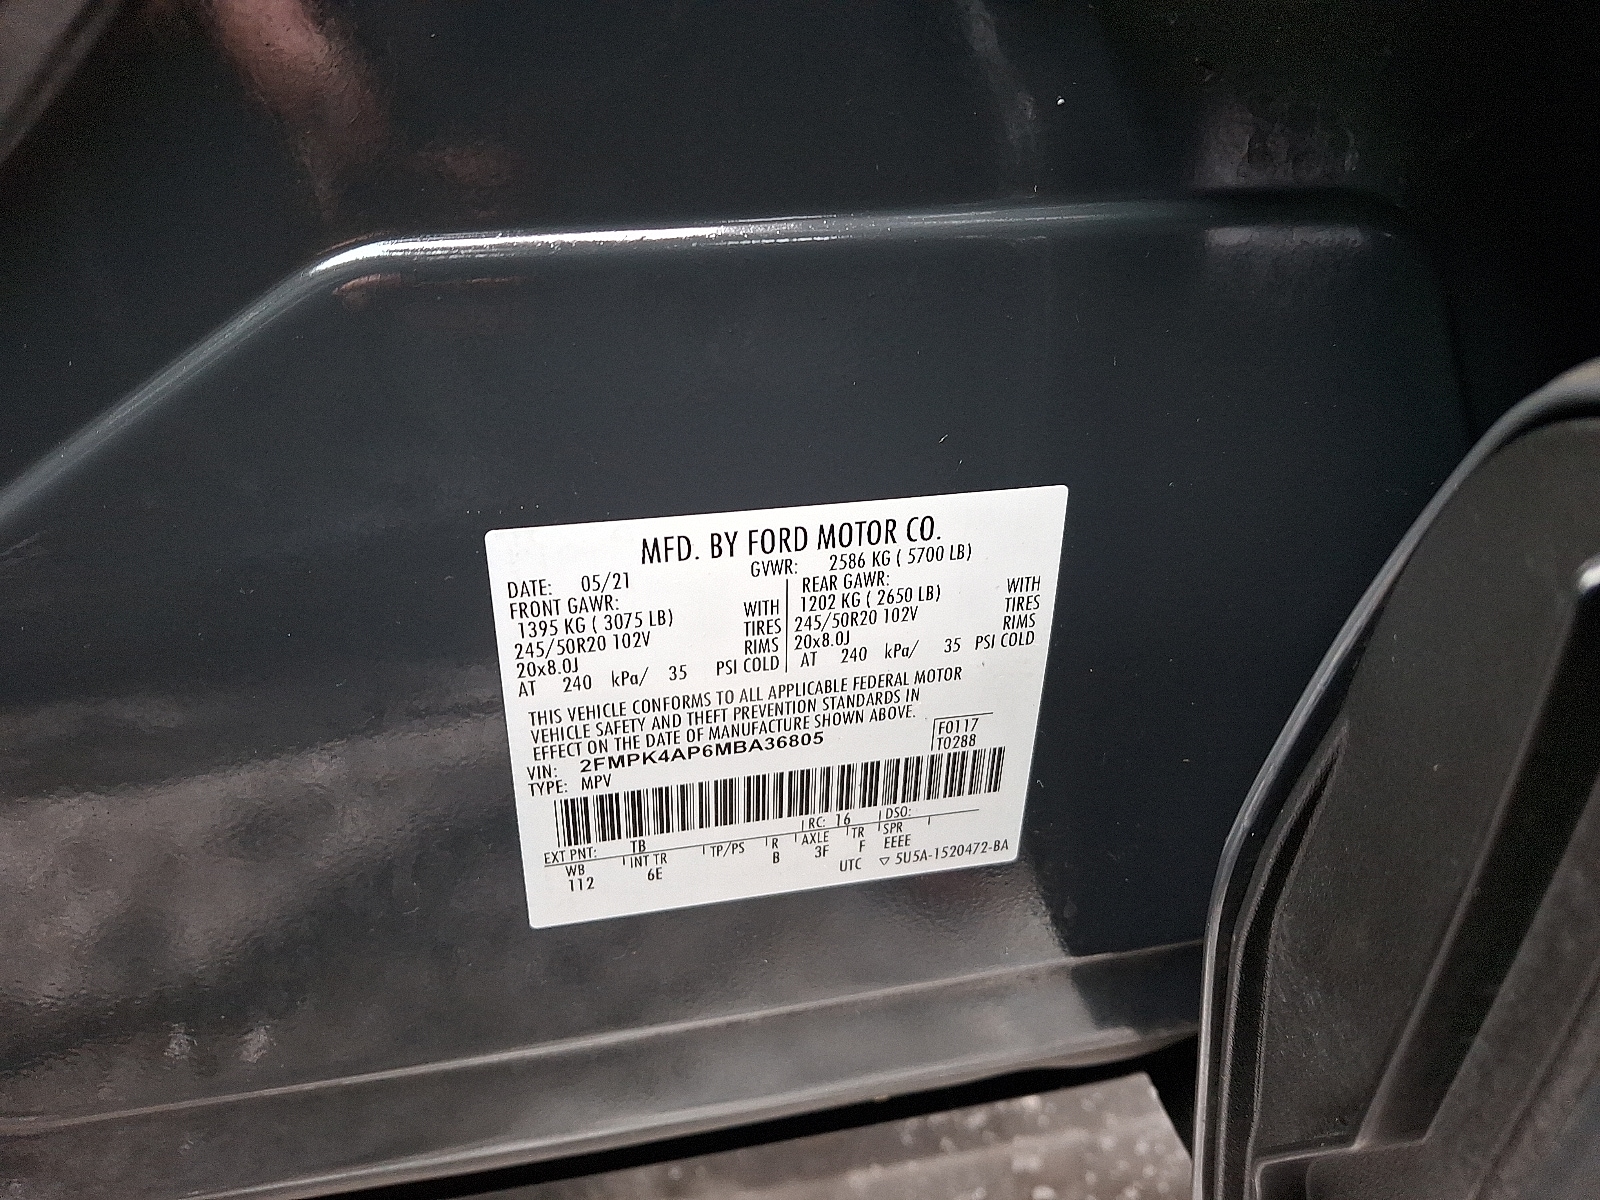 MFD. BY FORD MOTOR CO.
DATE: 05/21 GVWR: 2586 KG ( 5700 LB)
FRONT GAWR: REAR GAWR:
1395 KG ( 3075 LB) WITH 1202 KG ( 2650 LB) WITH
245/50R20 102V TIRES 245/50R20 102V TIRES
20x8.0J RIMS 20x8.0J RIMS
AT 240 kPa/ 35 PSI COLD AT 240 kPa/ 35 PSI COLD
THIS VEHICLE CONFORMS TO ALL APPLICABLE FEDERAL MOTOR
VEHICLE SAFETY AND THEFT PREVENTION STANDARDS IN
EFFECT ON THE DATE OF MANUFACTURE SHOWN ABOVE.
F0117
VIN: 2FMPK4AP6MBA36805 T0288
TYPE: MPV
EXT PNT: TB RC: 16 DSO:
WB INT TR TP/PS R AXLE TR SPR
112 6E B 3F F EEEE
UTC ▽ 5U5A-1520472-BA